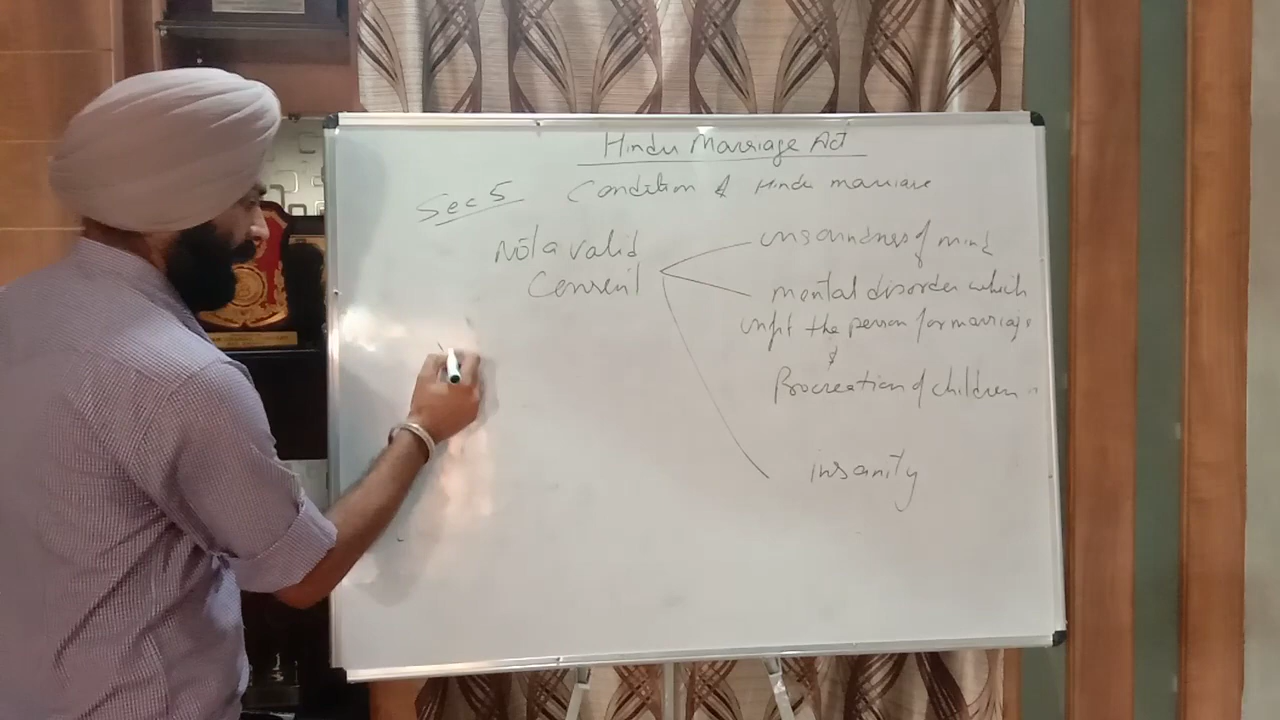 Hindu Marriage Act
Sec 5 Condition of Hindu marriage
Not a valid
Consent
unsoundness of mind
mental disorder which
unfit the person for marriage
&
Procreation of children
insanity